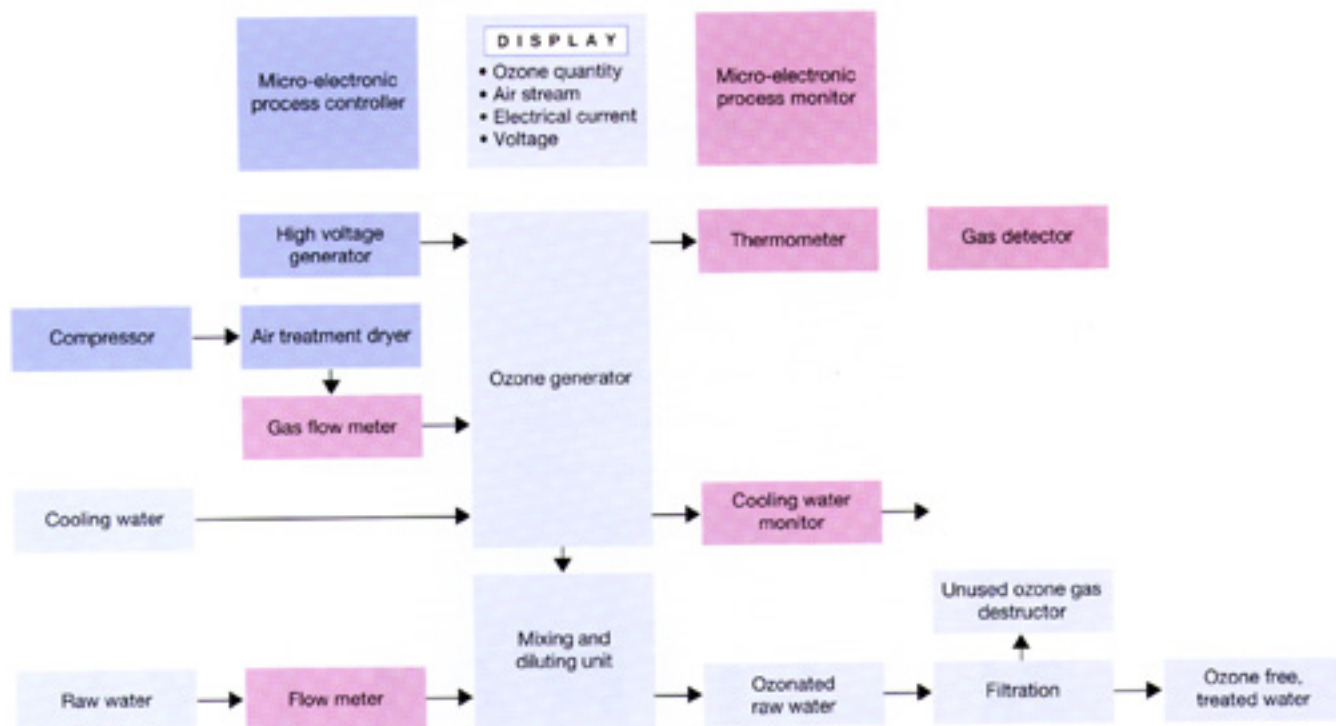 Micro-electronic
process controller
DISPLAY
• Ozone quantity
• Air stream
• Electrical current
• Voltage
Micro-electronic
process monitor
High voltage
generator
Thermometer
Gas detector
Compressor
Air treatment dryer
Ozone generator
Gas flow meter
Cooling water
Cooling water
monitor
Unused ozone gas
destructor
Mixing and
diluting unit
Raw water
Flow meter
Ozonated
raw water
Filtration
Ozone free,
treated water